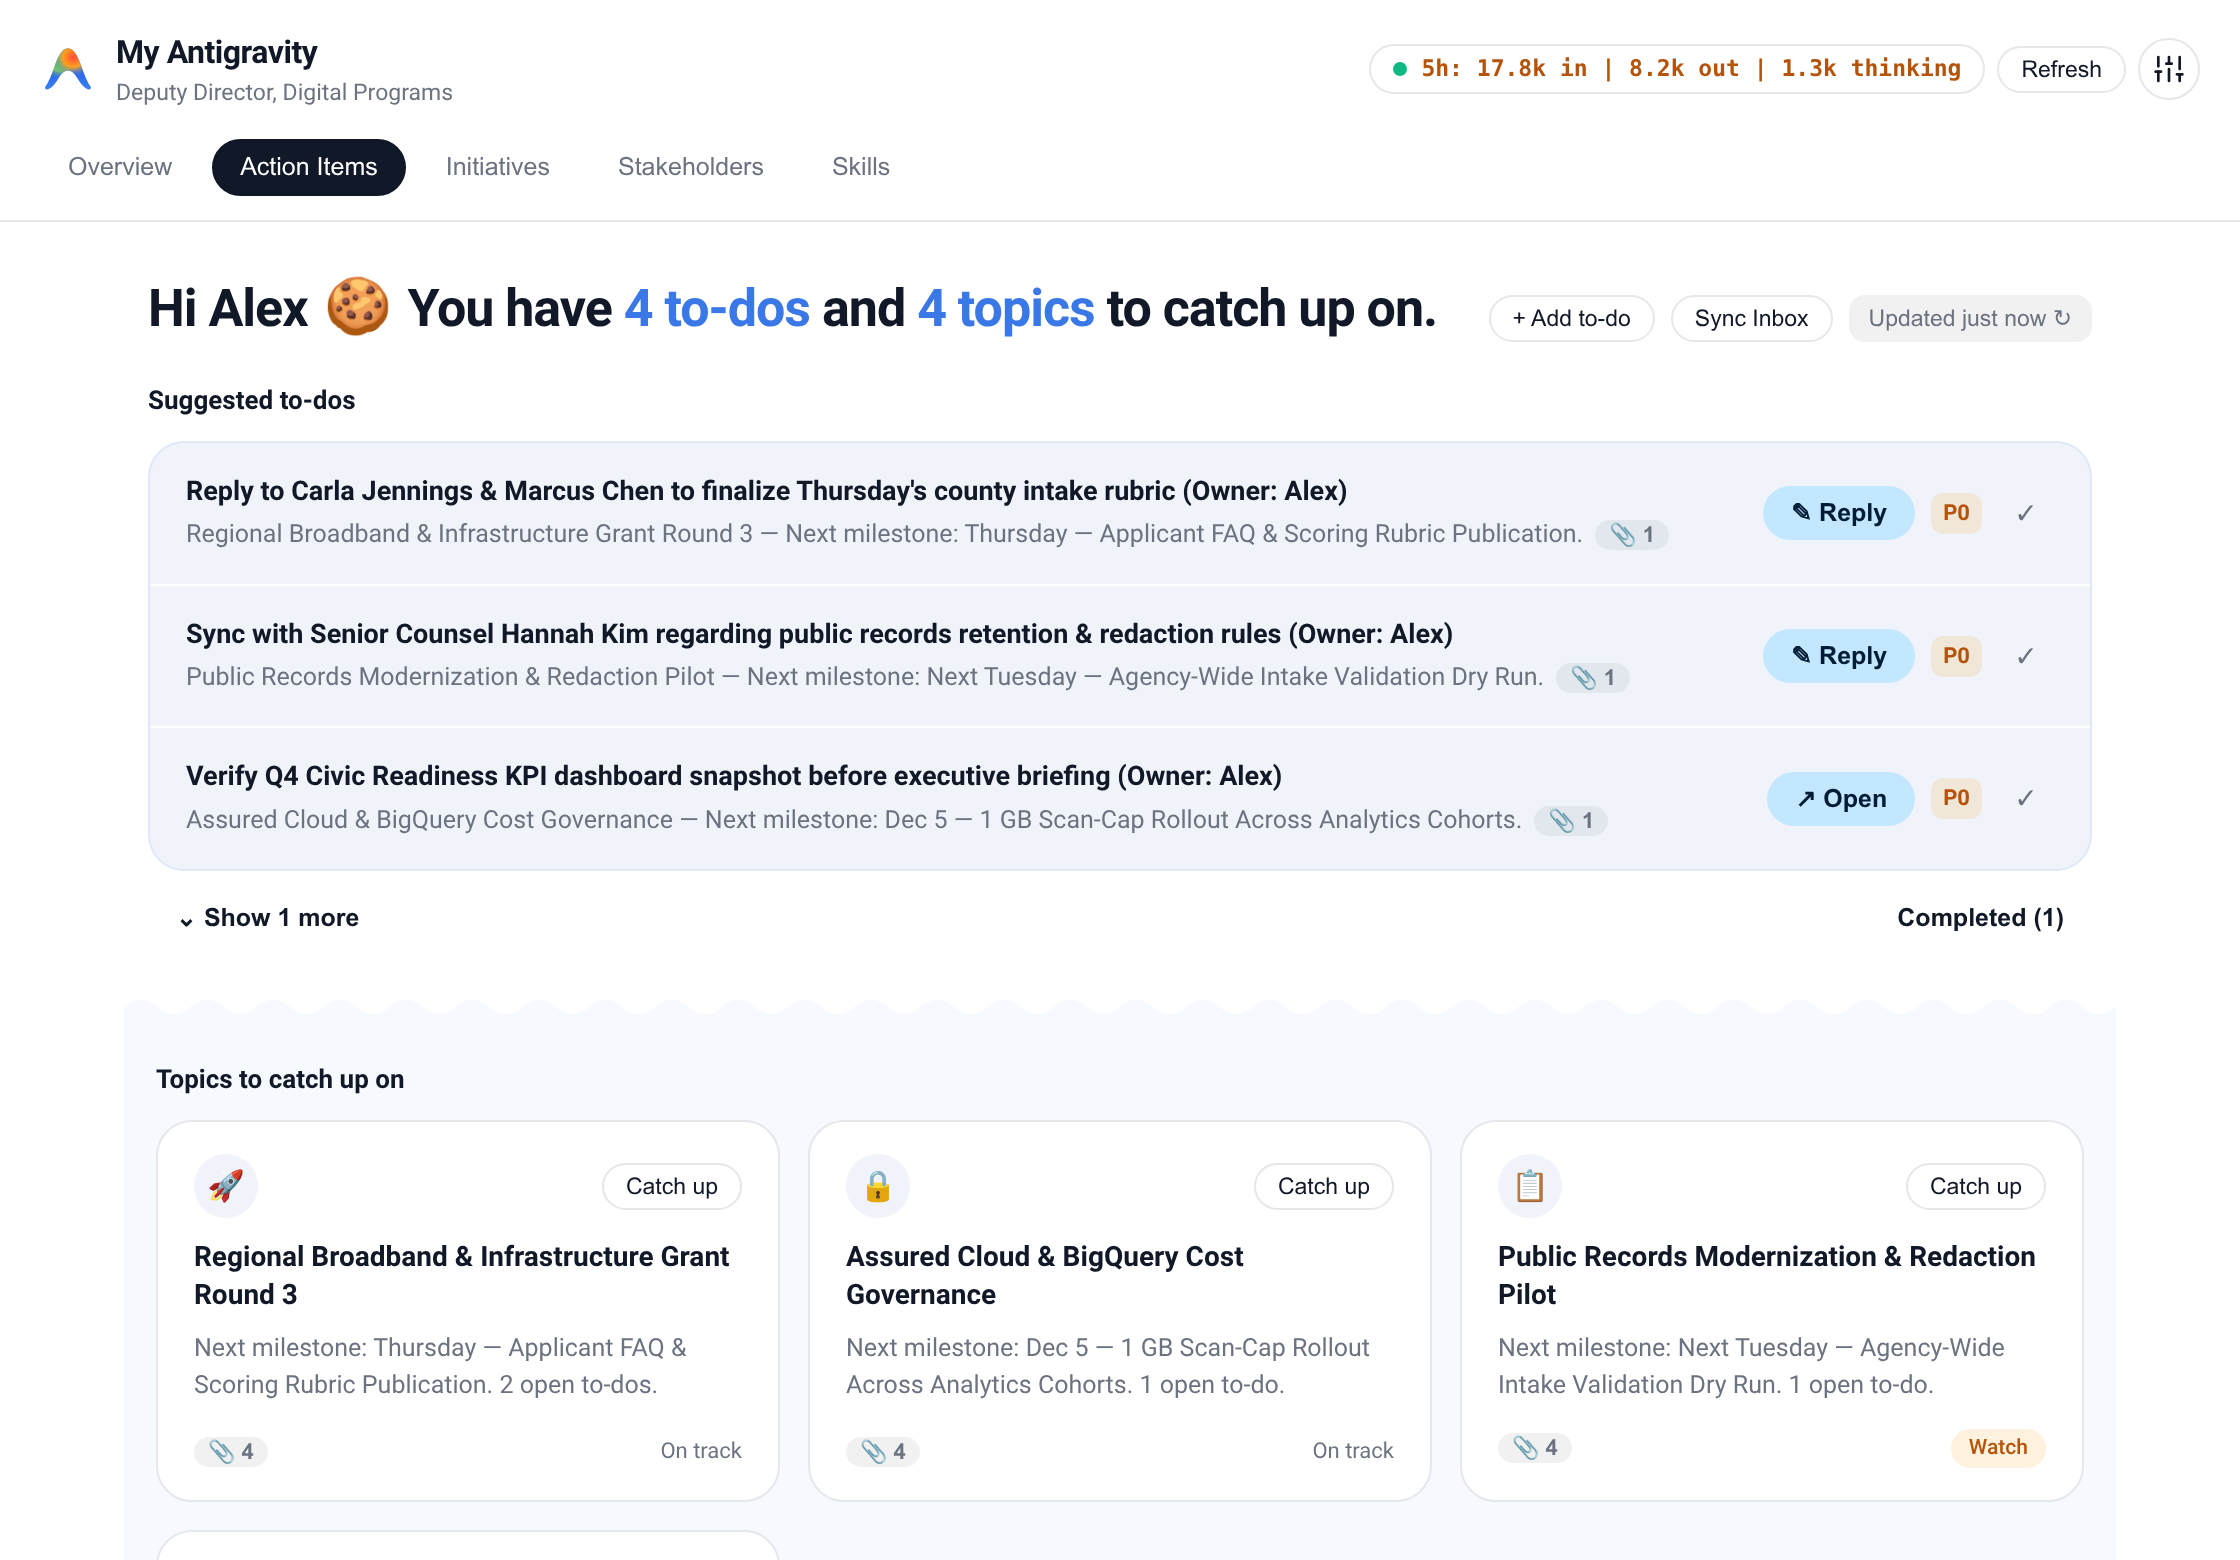 My Antigravity
Deputy Director, Digital Programs
5h: 17.8k in | 8.2k out | 1.3k thinking
Refresh
Overview
Action Items
Initiatives
Stakeholders
Skills
Hi Alex 🍪 You have 4 to-dos and 4 topics to catch up on.
+ Add to-do
Sync Inbox
Updated just now ↻
Suggested to-dos
Reply to Carla Jennings & Marcus Chen to finalize Thursday's county intake rubric (Owner: Alex)
Regional Broadband & Infrastructure Grant Round 3 — Next milestone: Thursday — Applicant FAQ & Scoring Rubric Publication. 📎 1
✎ Reply
P0
✓
Sync with Senior Counsel Hannah Kim regarding public records retention & redaction rules (Owner: Alex)
Public Records Modernization & Redaction Pilot — Next milestone: Next Tuesday — Agency-Wide Intake Validation Dry Run. 📎 1
✎ Reply
P0
✓
Verify Q4 Civic Readiness KPI dashboard snapshot before executive briefing (Owner: Alex)
Assured Cloud & BigQuery Cost Governance — Next milestone: Dec 5 — 1 GB Scan-Cap Rollout Across Analytics Cohorts. 📎 1
↗ Open
P0
✓
⌄ Show 1 more
Completed (1)
Topics to catch up on
🚀
Catch up
Regional Broadband & Infrastructure Grant
Round 3
Next milestone: Thursday — Applicant FAQ &
Scoring Rubric Publication. 2 open to-dos.
📎 4
On track
🔒
Catch up
Assured Cloud & BigQuery Cost
Governance
Next milestone: Dec 5 — 1 GB Scan-Cap Rollout
Across Analytics Cohorts. 1 open to-do.
📎 4
On track
📋
Catch up
Public Records Modernization & Redaction
Pilot
Next milestone: Next Tuesday — Agency-Wide
Intake Validation Dry Run. 1 open to-do.
📎 4
Watch